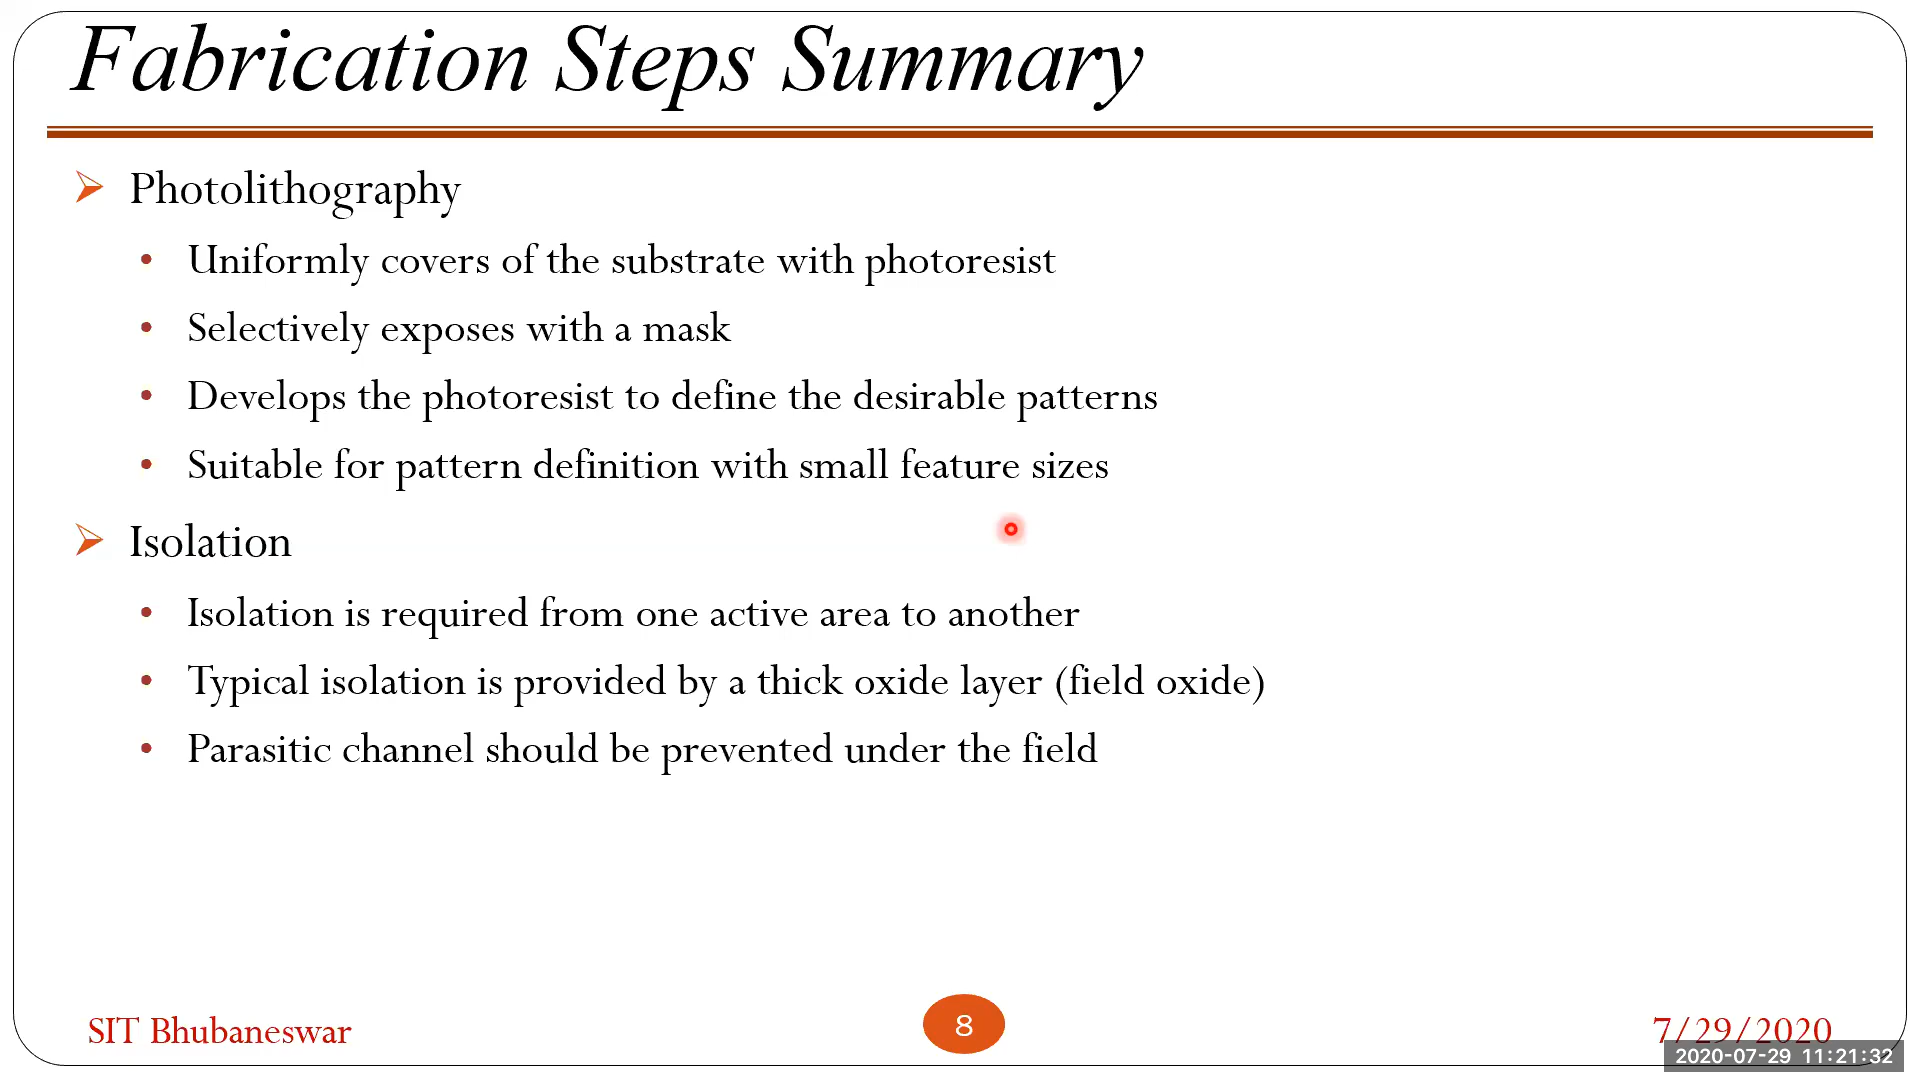 Fabrication Steps Summary
Photolithography
Uniformly covers of the substrate with photoresist
Selectively exposes with a mask
Develops the photoresist to define the desirable patterns
Suitable for pattern definition with small feature sizes
Isolation
Isolation is required from one active area to another
Typical isolation is provided by a thick oxide layer (field oxide)
Parasitic channel should be prevented under the field
SIT Bhubaneswar
8
7/29/2020
2020-07-29 11:21:32